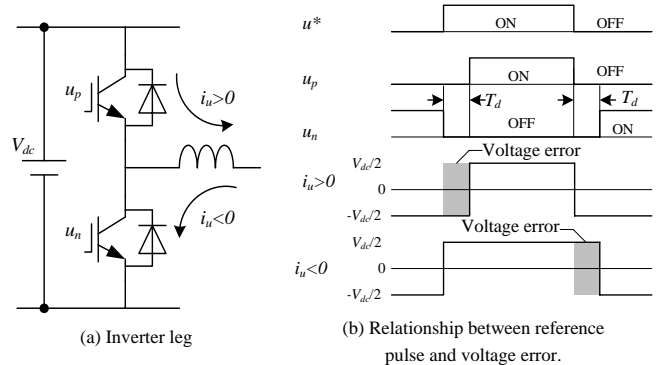 u_p
i_u>0
V_dc
i_u<0
u_n
(a) Inverter leg
u*
ON
OFF
u_p
ON
OFF
T_d
T_d
u_n
OFF
ON
V_dc/2
Voltage error
i_u>0
0
-V_dc/2
Voltage error
V_dc/2
i_u<0
0
-V_dc/2
(b) Relationship between reference
pulse and voltage error.